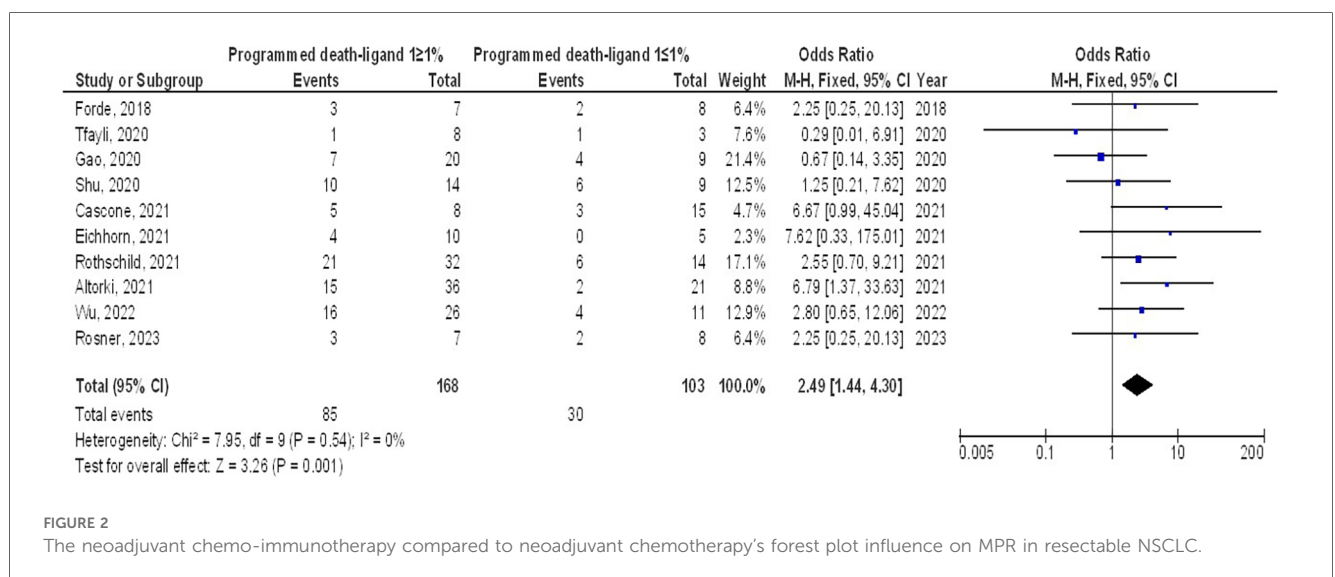 Programmed death-ligand 1≥1% Programmed death-ligand 1≤1% Odds Ratio Odds Ratio
Study or Subgroup Events Total Events Total Weight M-H, Fixed, 95% CI Year M-H, Fixed, 95% CI
Forde, 2018 3 7 2 8 6.4% 2.25 [0.25, 20.13] 2018
Tfayli, 2020 1 8 1 3 7.6% 0.29 [0.01, 6.91] 2020
Gao, 2020 7 20 4 9 21.4% 0.67 [0.14, 3.35] 2020
Shu, 2020 10 14 6 9 12.5% 1.25 [0.21, 7.62] 2020
Cascone, 2021 5 8 3 15 4.7% 6.67 [0.99, 45.04] 2021
Eichhorn, 2021 4 10 0 5 2.3% 7.62 [0.33, 175.01] 2021
Rothschild, 2021 21 32 6 14 17.1% 2.55 [0.70, 9.21] 2021
Altorki, 2021 15 36 2 21 8.8% 6.79 [1.37, 33.63] 2021
Wu, 2022 16 26 4 11 12.9% 2.80 [0.65, 12.06] 2022
Rosner, 2023 3 7 2 8 6.4% 2.25 [0.25, 20.13] 2023
Total (95% CI) 168 103 100.0% 2.49 [1.44, 4.30]
Total events 85 30
Heterogeneity: Chi² = 7.95, df = 9 (P = 0.54); I² = 0%
Test for overall effect: Z = 3.26 (P = 0.001)
0.005 0.1 1 10 200
FIGURE 2
The neoadjuvant chemo-immunotherapy compared to neoadjuvant chemotherapy's forest plot influence on MPR in resectable NSCLC.